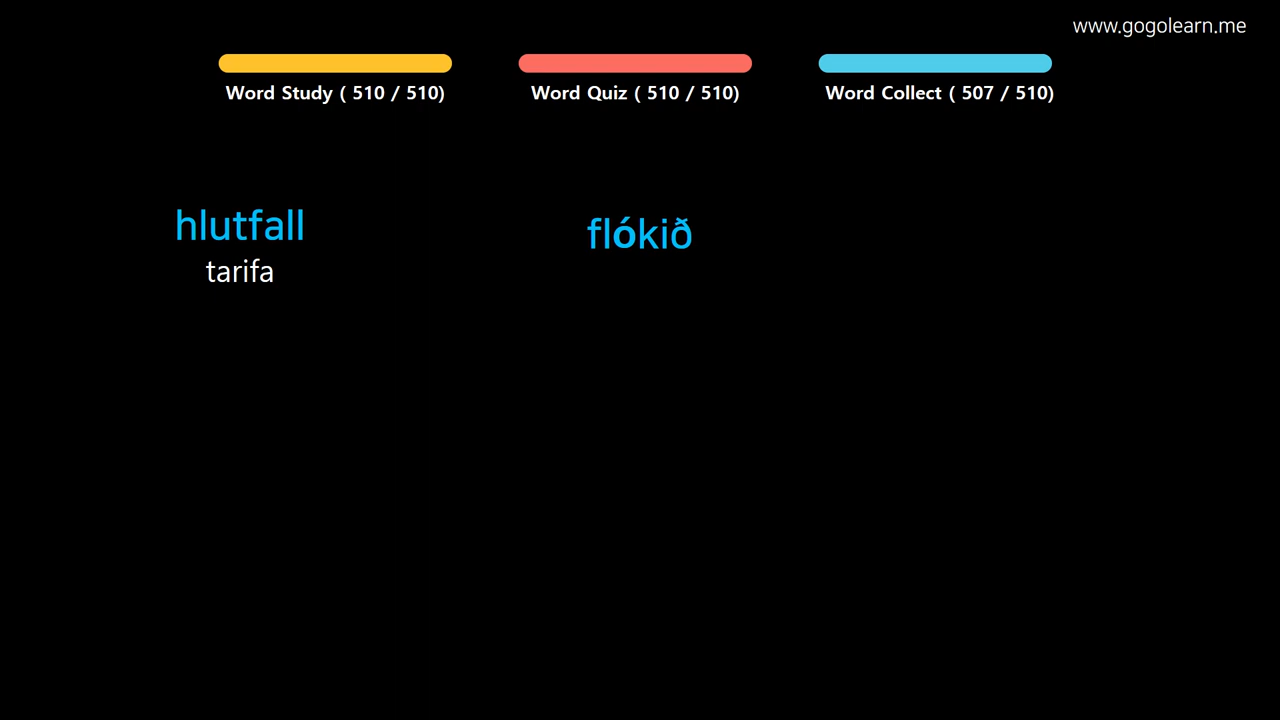 www.gogolearn.me
Word Study ( 510 / 510)
Word Quiz ( 510 / 510)
Word Collect ( 507 / 510)
hlutfall
tarifa
flókið